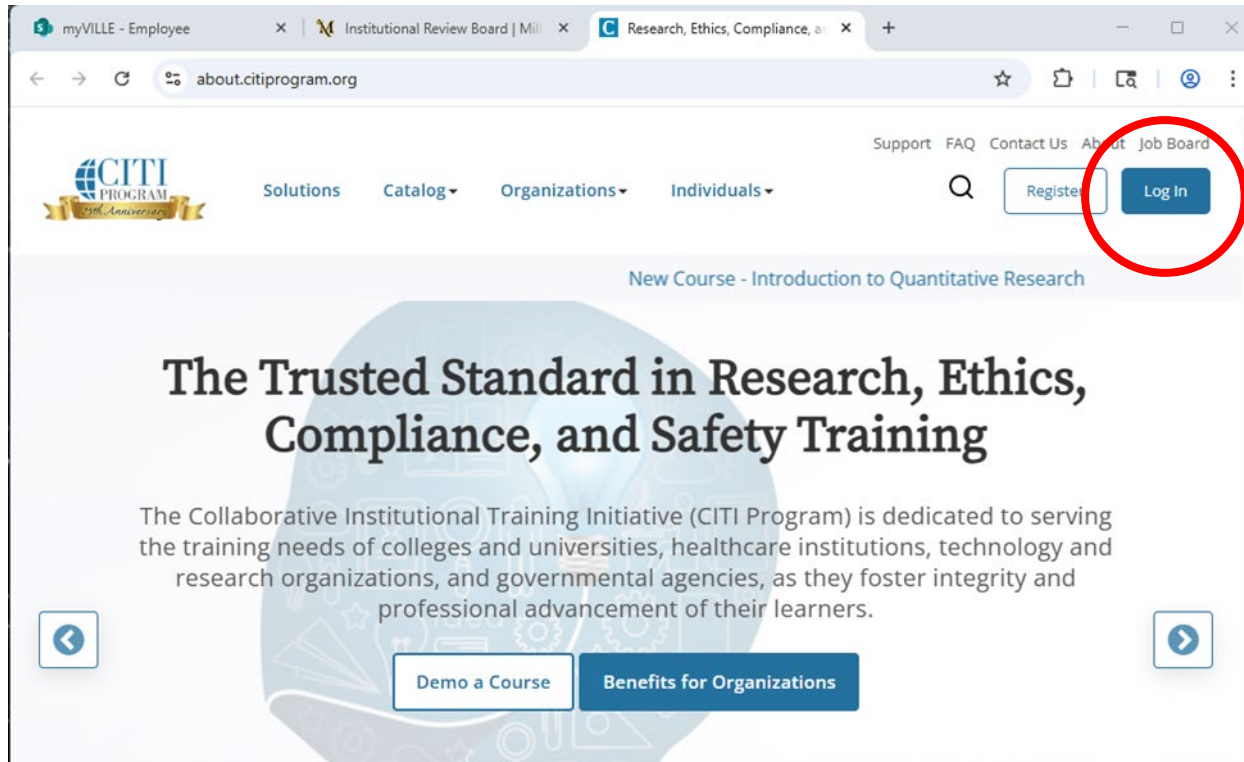 myVILLE - Employee
Institutional Review Board | Mill
Research, Ethics, Compliance, a
about.citiprogram.org
Support FAQ Contact Us About Job Board
CITI
PROGRAM
25th Anniversary
Solutions Catalog Organizations Individuals
Register Log In
New Course - Introduction to Quantitative Research
The Trusted Standard in Research, Ethics,
Compliance, and Safety Training
The Collaborative Institutional Training Initiative (CITI Program) is dedicated to serving
the training needs of colleges and universities, healthcare institutions, technology and
research organizations, and governmental agencies, as they foster integrity and
professional advancement of their learners.
Demo a Course Benefits for Organizations